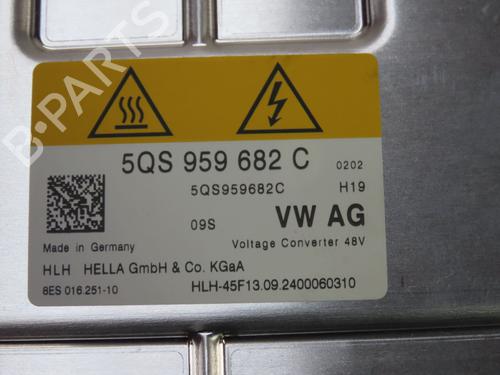 B-PARTS
5QS 959 682 C 0202
5QS959682C H19
09S VW AG
Made in Germany Voltage Converter 48V
HLH HELLA GmbH & Co. KGaA
8ES 016.251-10 HLH-45F13.09.2400060310